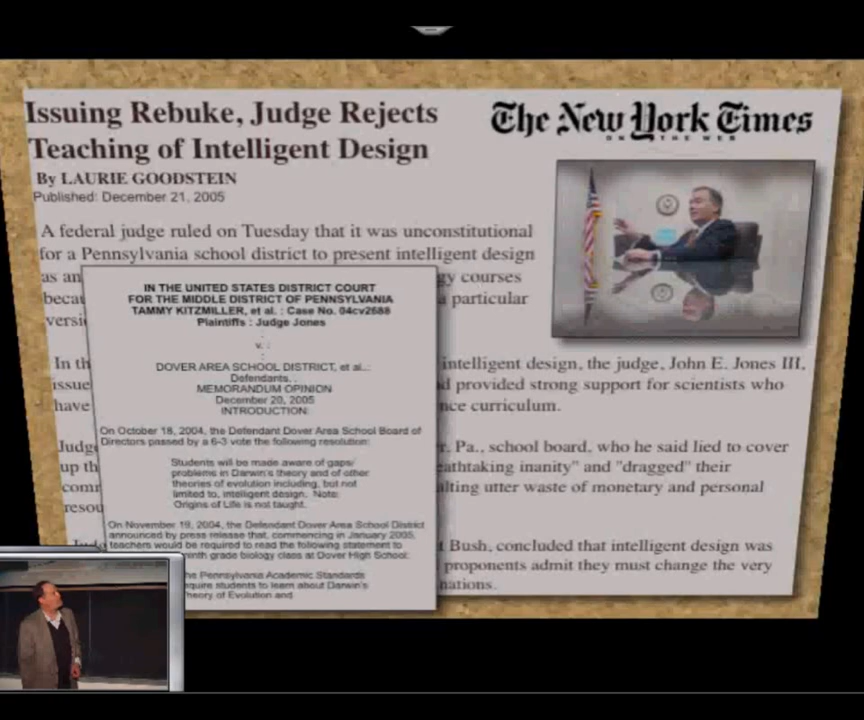 Issuing Rebuke, Judge Rejects
Teaching of Intelligent Design
The New York Times
ON THE WEB
By LAURIE GOODSTEIN
Published: December 21, 2005
A federal judge ruled on Tuesday that it was unconstitutional
for a Pennsylvania school district to present intelligent design
as an
gy courses
becau
a particular
versi
In th
intelligent design, the judge, John E. Jones III,
issue
d provided strong support for scientists who
have
nce curriculum.
Judge
r. Pa., school board, who he said lied to cover
up th
eathtaking inanity" and "dragged" their
comm
ulting utter waste of monetary and personal
resou
Judg
t Bush, concluded that intelligent design was
proponents admit they must change the very
nations.
IN THE UNITED STATES DISTRICT COURT
FOR THE MIDDLE DISTRICT OF PENNSYLVANIA
TAMMY KITZMILLER, et al. : Case No. 04cv2688
Plaintiffs : Judge Jones
:
v. :
:
DOVER AREA SCHOOL DISTRICT, et al.,:
Defendants. .
MEMORANDUM OPINION
December 20, 2005
INTRODUCTION:
On October 18, 2004, the Defendant Dover Area School Board of
Directors passed by a 6-3 vote the following resolution:
Students will be made aware of gaps/
problems in Darwin's theory and of other
theories of evolution including, but not
limited to, intelligent design. Note:
Origins of Life is not taught.
On November 19, 2004, the Defendant Dover Area School District
announced by press release that, commencing in January 2005,
teachers would be required to read the following statement to
ninth grade biology class at Dover High School:
he Pennsylvania Academic Standards
equire students to learn about Darwin's
heory of Evolution and